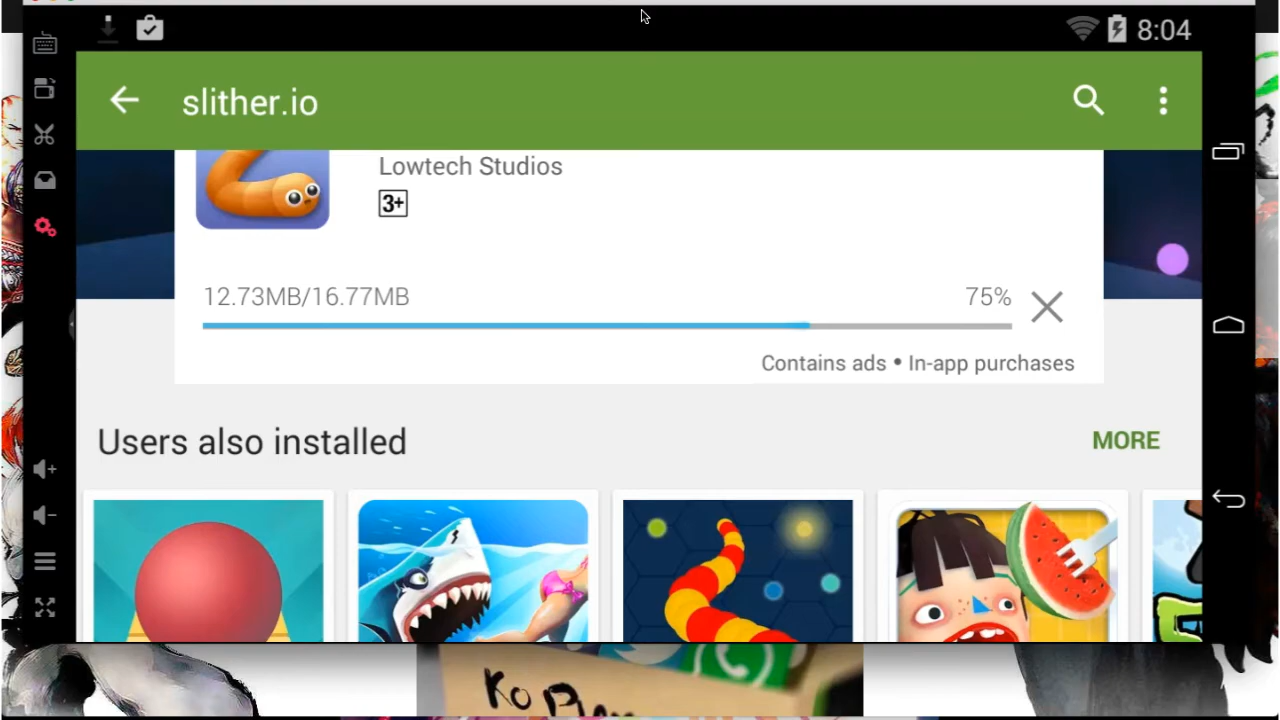 8:04
slither.io
Lowtech Studios
3+
12.73MB/16.77MB 75%
Contains ads • In-app purchases
Users also installed MORE
Ko